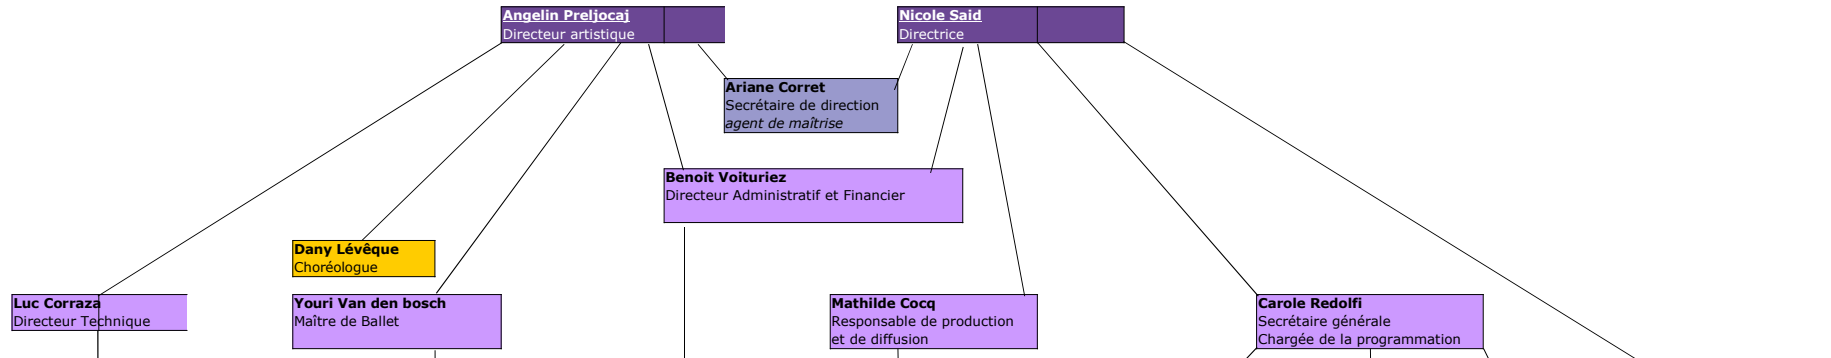 Angelin Preljocaj
Directeur artistique
Nicole Said
Directrice
Ariane Corret
Secrétaire de direction
agent de maîtrise
Benoit Voituriez
Directeur Administratif et Financier
Dany Lévêque
Choréologue
Luc Corraza
Directeur Technique
Youri Van den bosch
Maître de Ballet
Mathilde Cocq
Responsable de production
et de diffusion
Carole Redolfi
Secrétaire générale
Chargée de la programmation